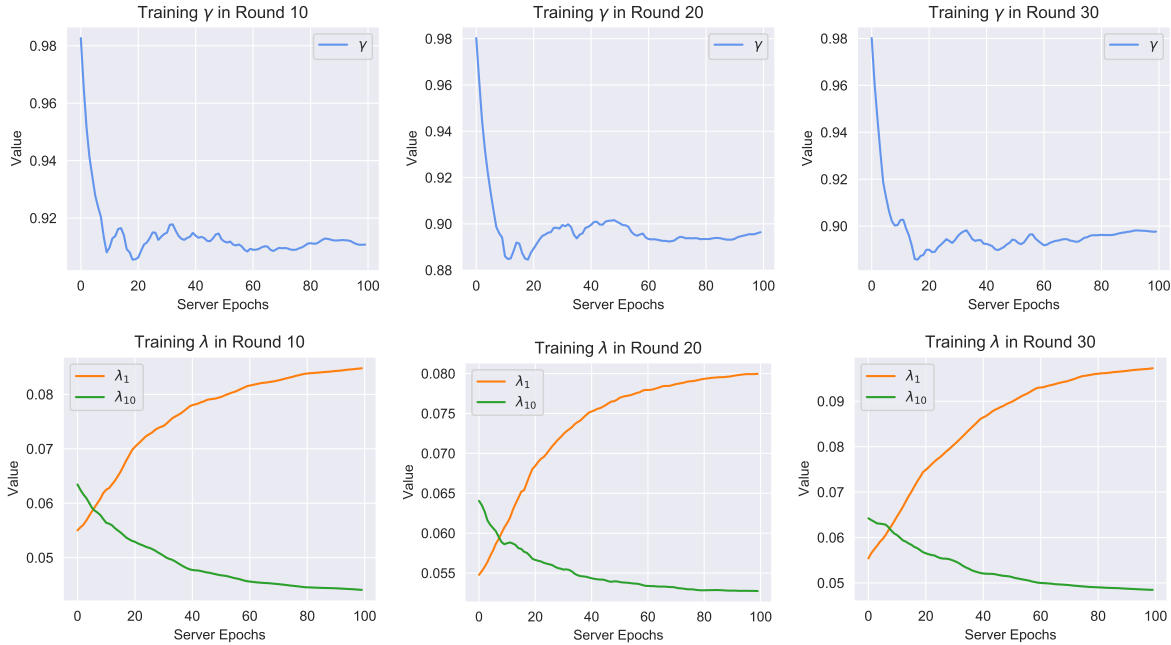 Training γ in Round 10
γ
0.98
0.96
0.94
0.92
Value
0 20 40 60 80 100
Server Epochs
Training γ in Round 20
γ
0.98
0.96
0.94
0.92
0.90
0.88
Value
0 20 40 60 80 100
Server Epochs
Training γ in Round 30
γ
0.98
0.96
0.94
0.92
0.90
Value
0 20 40 60 80 100
Server Epochs
Training λ in Round 10
λ1
λ10
0.08
0.07
0.06
0.05
Value
0 20 40 60 80 100
Server Epochs
Training λ in Round 20
λ1
λ10
0.080
0.075
0.070
0.065
0.060
0.055
Value
0 20 40 60 80 100
Server Epochs
Training λ in Round 30
λ1
λ10
0.09
0.08
0.07
0.06
0.05
Value
0 20 40 60 80 100
Server Epochs